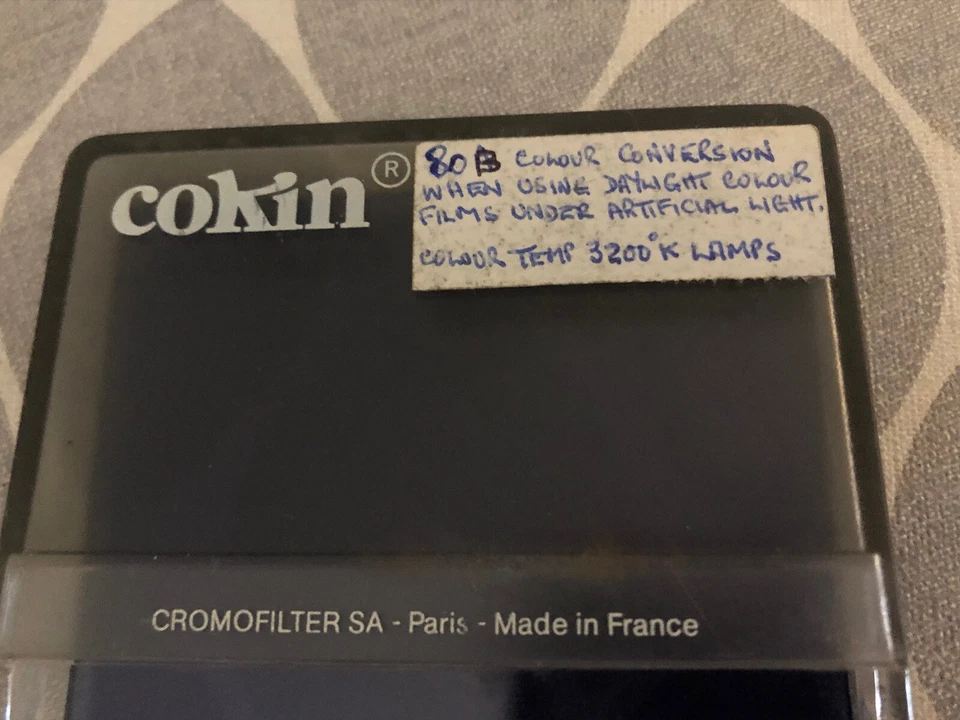 cokin ®
80B COLOUR CONVERSION
WHEN USING DAYLIGHT COLOUR
FILMS UNDER ARTIFICIAL LIGHT.
COLOUR TEMP 3200°K LAMPS
CROMOFILTER SA - Paris - Made in France